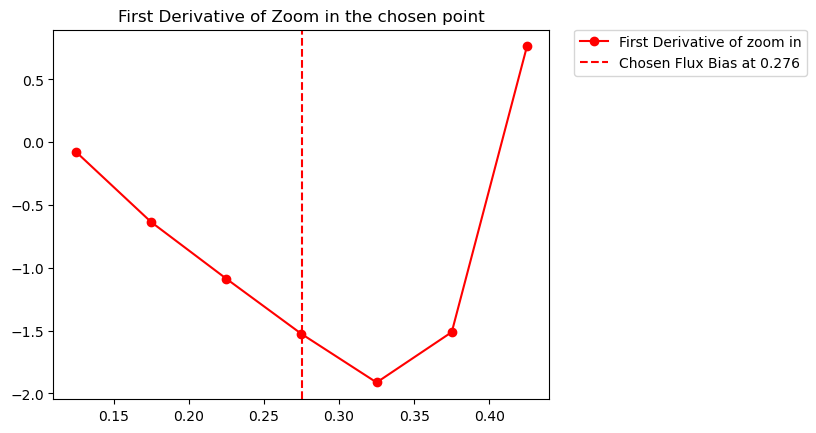 First Derivative of Zoom in the chosen point
First Derivative of zoom in
Chosen Flux Bias at 0.276
0.5
0.0
−0.5
−1.0
−1.5
−2.0
0.15 0.20 0.25 0.30 0.35 0.40